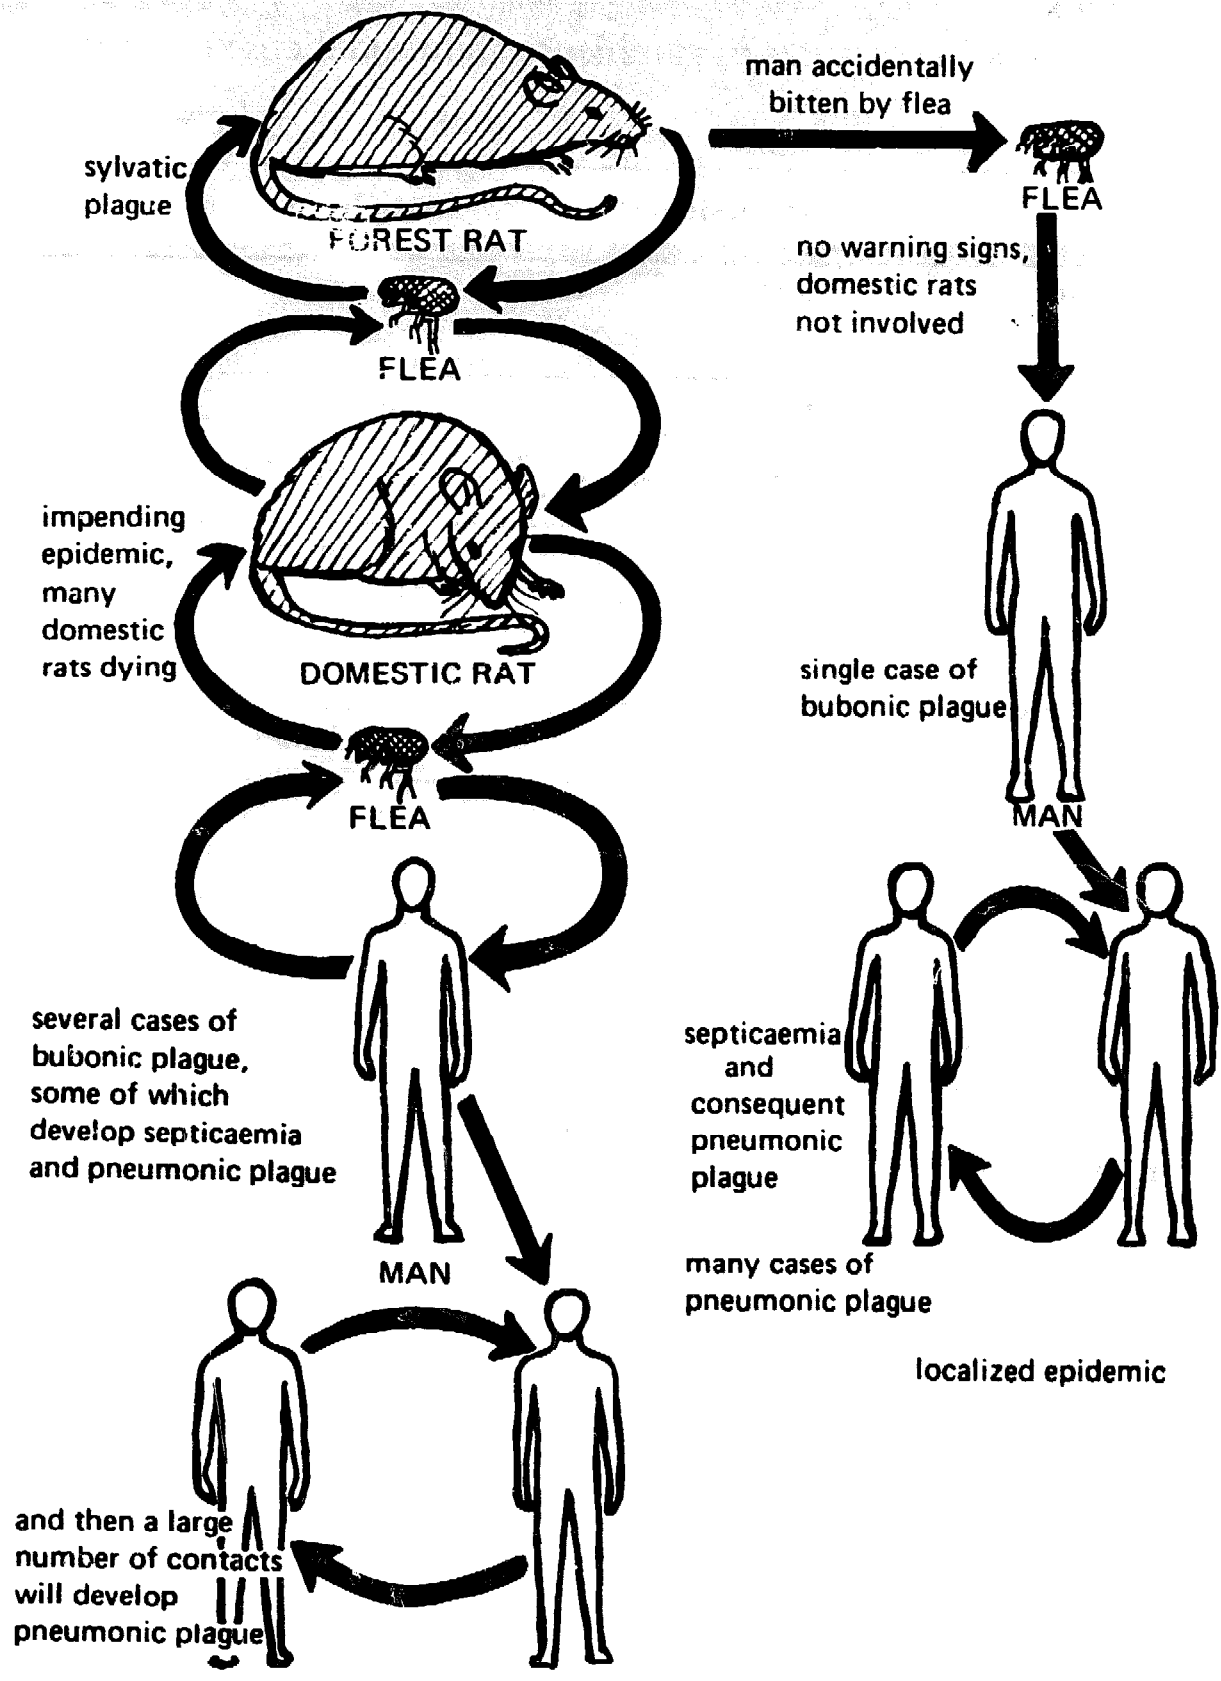 man accidentally
bitten by flea
FLEA
sylvatic
plague
FOREST RAT
no warning signs,
domestic rats
not involved
FLEA
impending
epidemic,
many
domestic
rats dying
DOMESTIC RAT
single case of
bubonic plague
FLEA
MAN
several cases of
bubonic plague,
some of which
develop septicaemia
and pneumonic plague
MAN
septicaemia
and
consequent
pneumonic
plague
many cases of
pneumonic plague
localized epidemic
and then a large
number of contacts
will develop
pneumonic plague